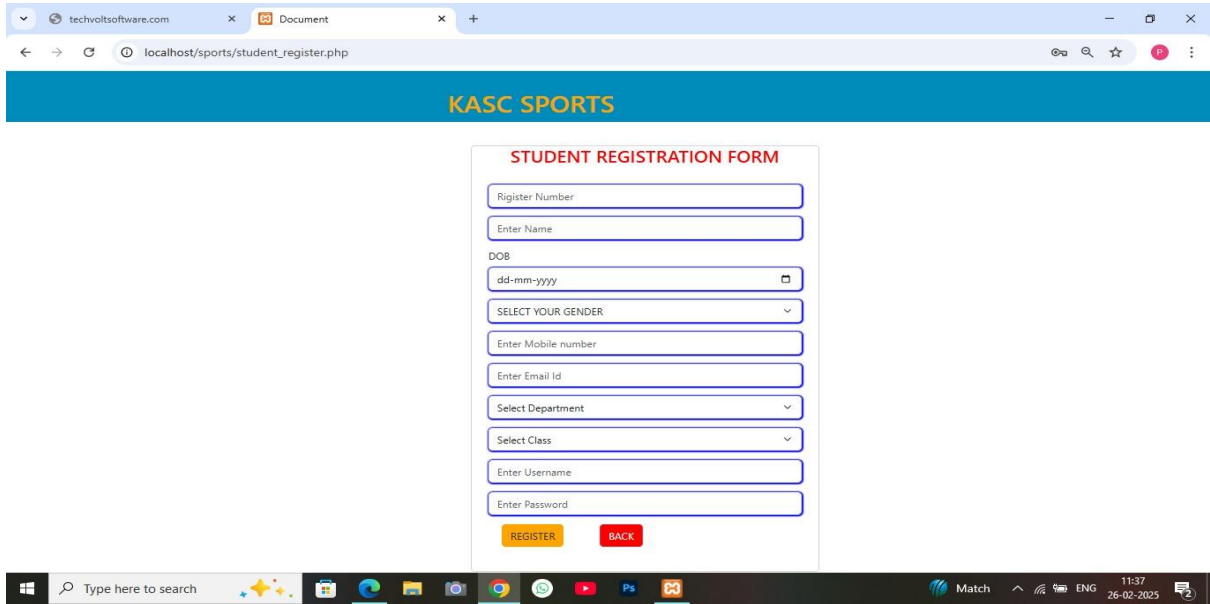 techvoltsoftware.com Document
localhost/sports/student_register.php P
KASC SPORTS
STUDENT REGISTRATION FORM
Rigister Number
Enter Name
DOB
dd-mm-yyyy
SELECT YOUR GENDER
Enter Mobile number
Enter Email Id
Select Department
Select Class
Enter Username
Enter Password
REGISTER BACK
Type here to search Ps Match ENG 11:37
26-02-2025 2